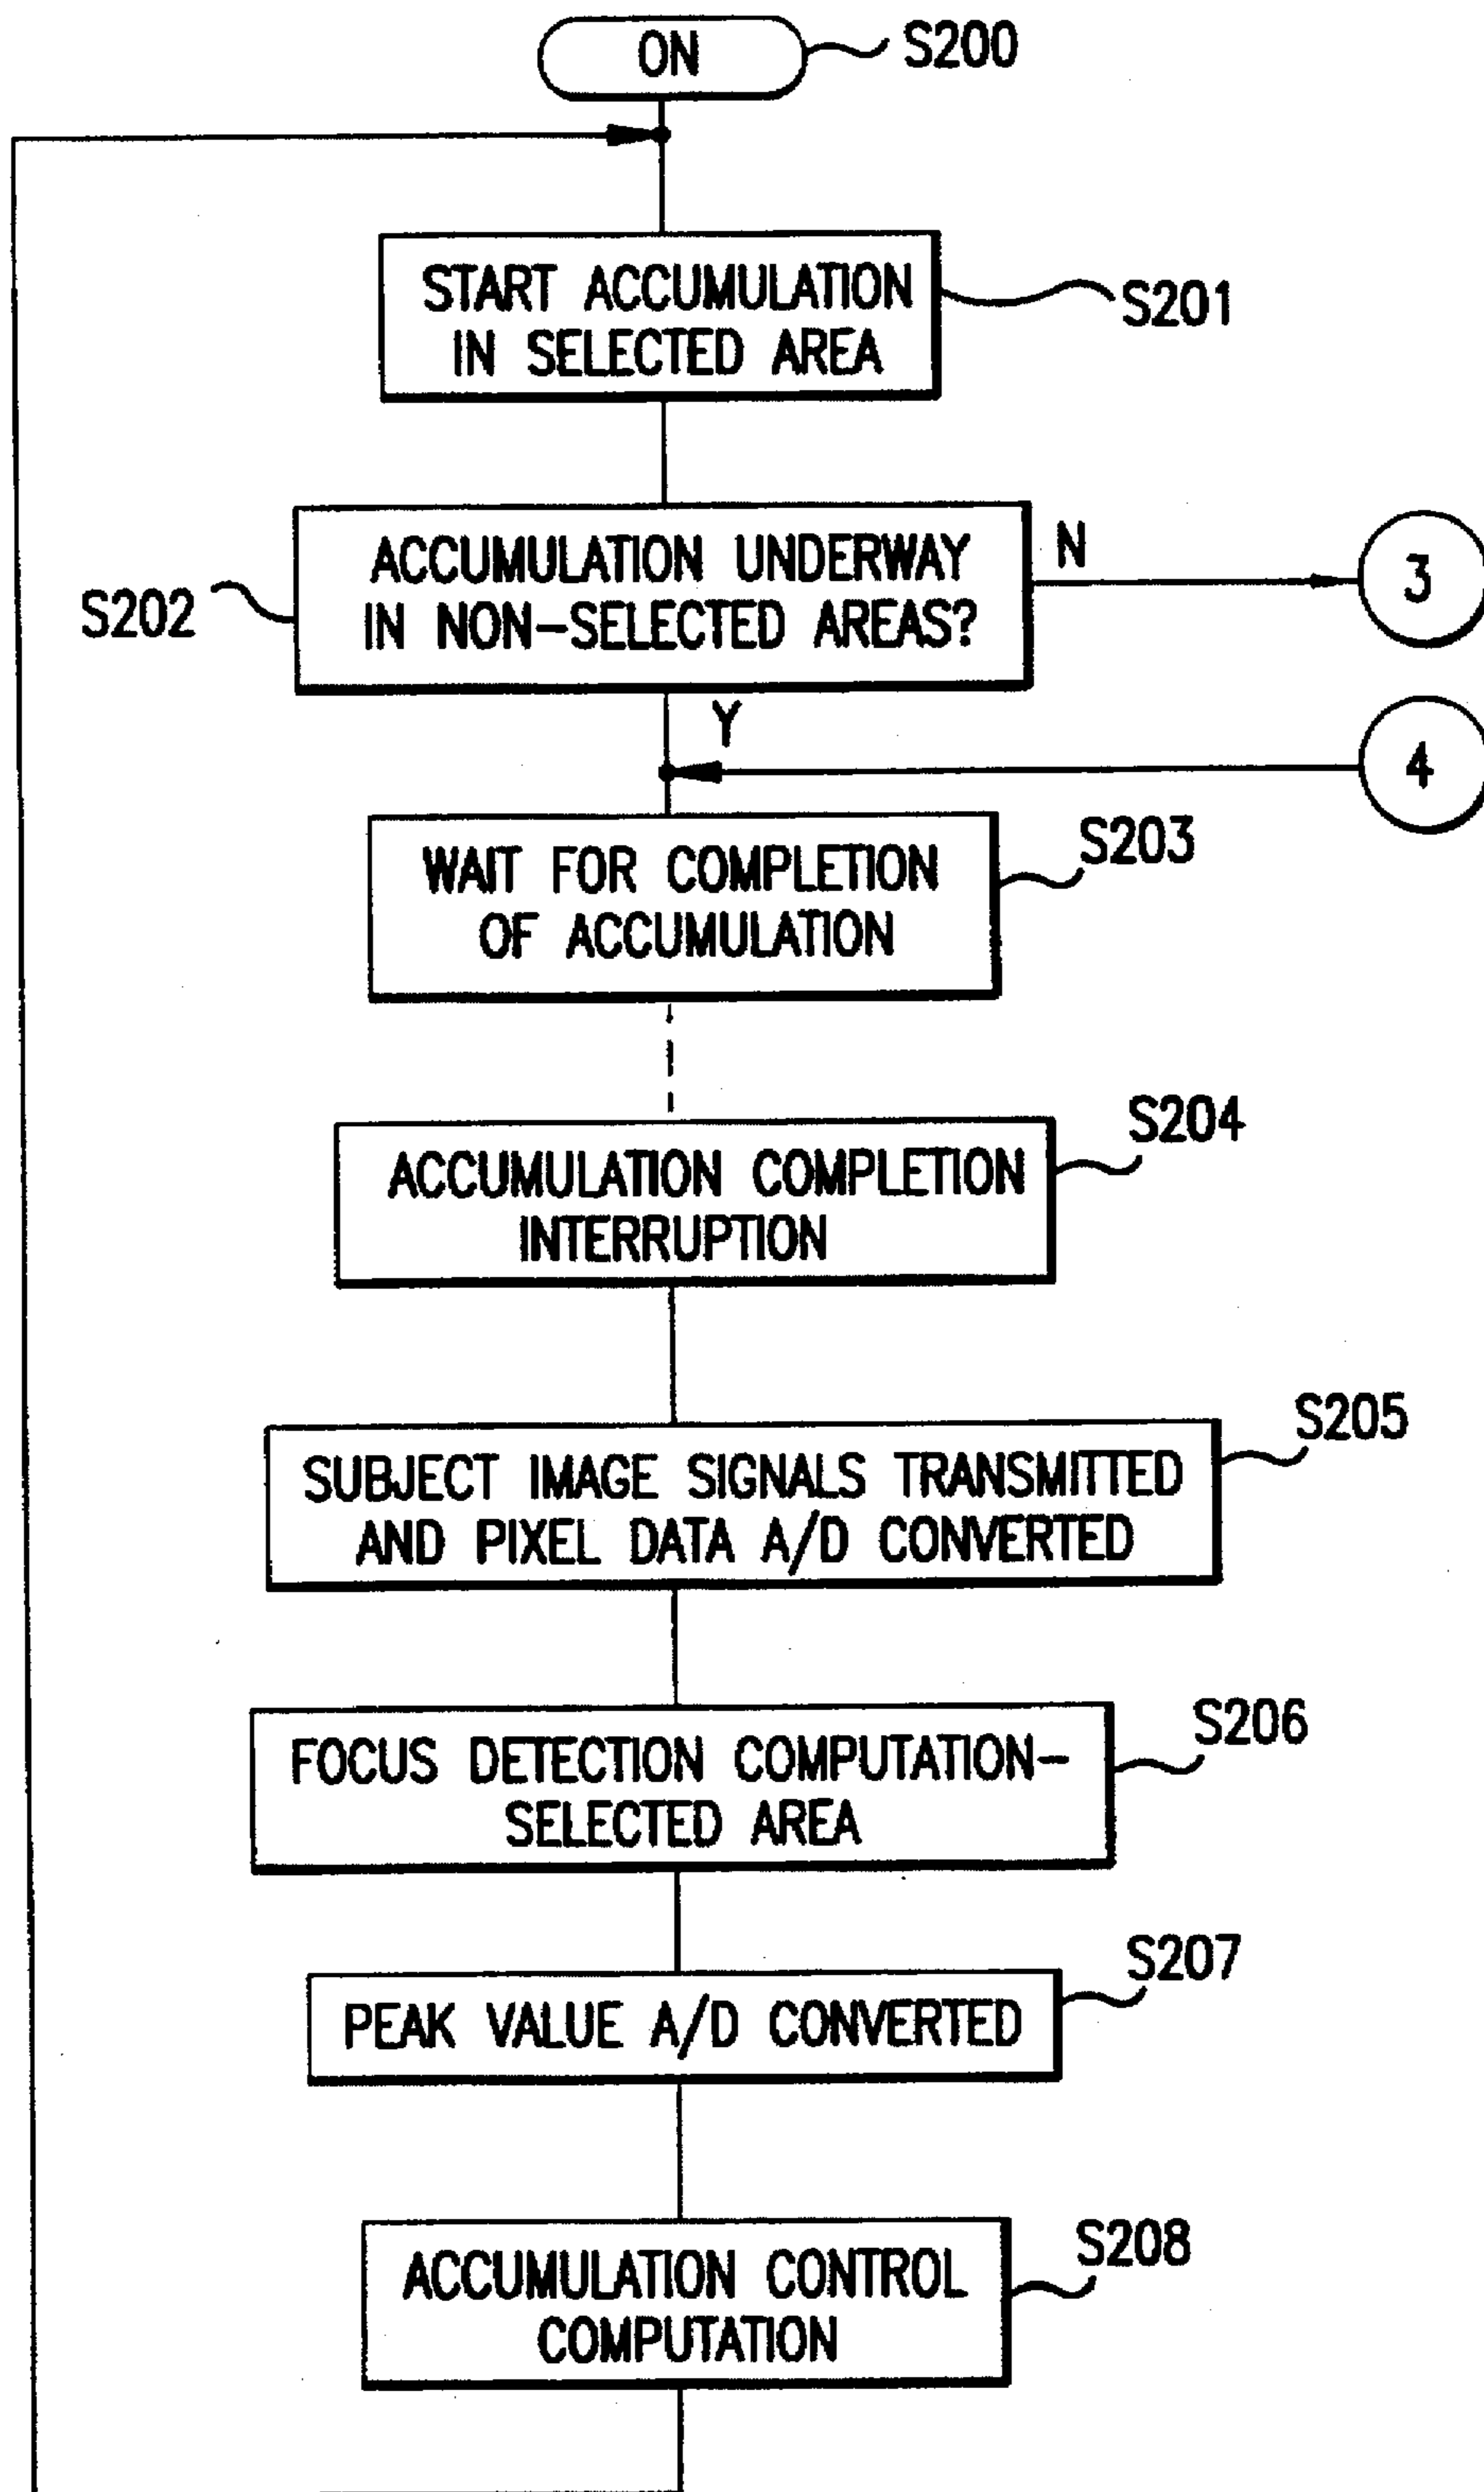 ON
S200
START ACCUMULATION
IN SELECTED AREA
S201
ACCUMULATION UNDERWAY
IN NON-SELECTED AREAS?
S202
N
3
Y
4
WAIT FOR COMPLETION
OF ACCUMULATION
S203
ACCUMULATION COMPLETION
INTERRUPTION
S204
SUBJECT IMAGE SIGNALS TRANSMITTED
AND PIXEL DATA A/D CONVERTED
S205
FOCUS DETECTION COMPUTATION-
SELECTED AREA
S206
PEAK VALUE A/D CONVERTED
S207
ACCUMULATION CONTROL
COMPUTATION
S208